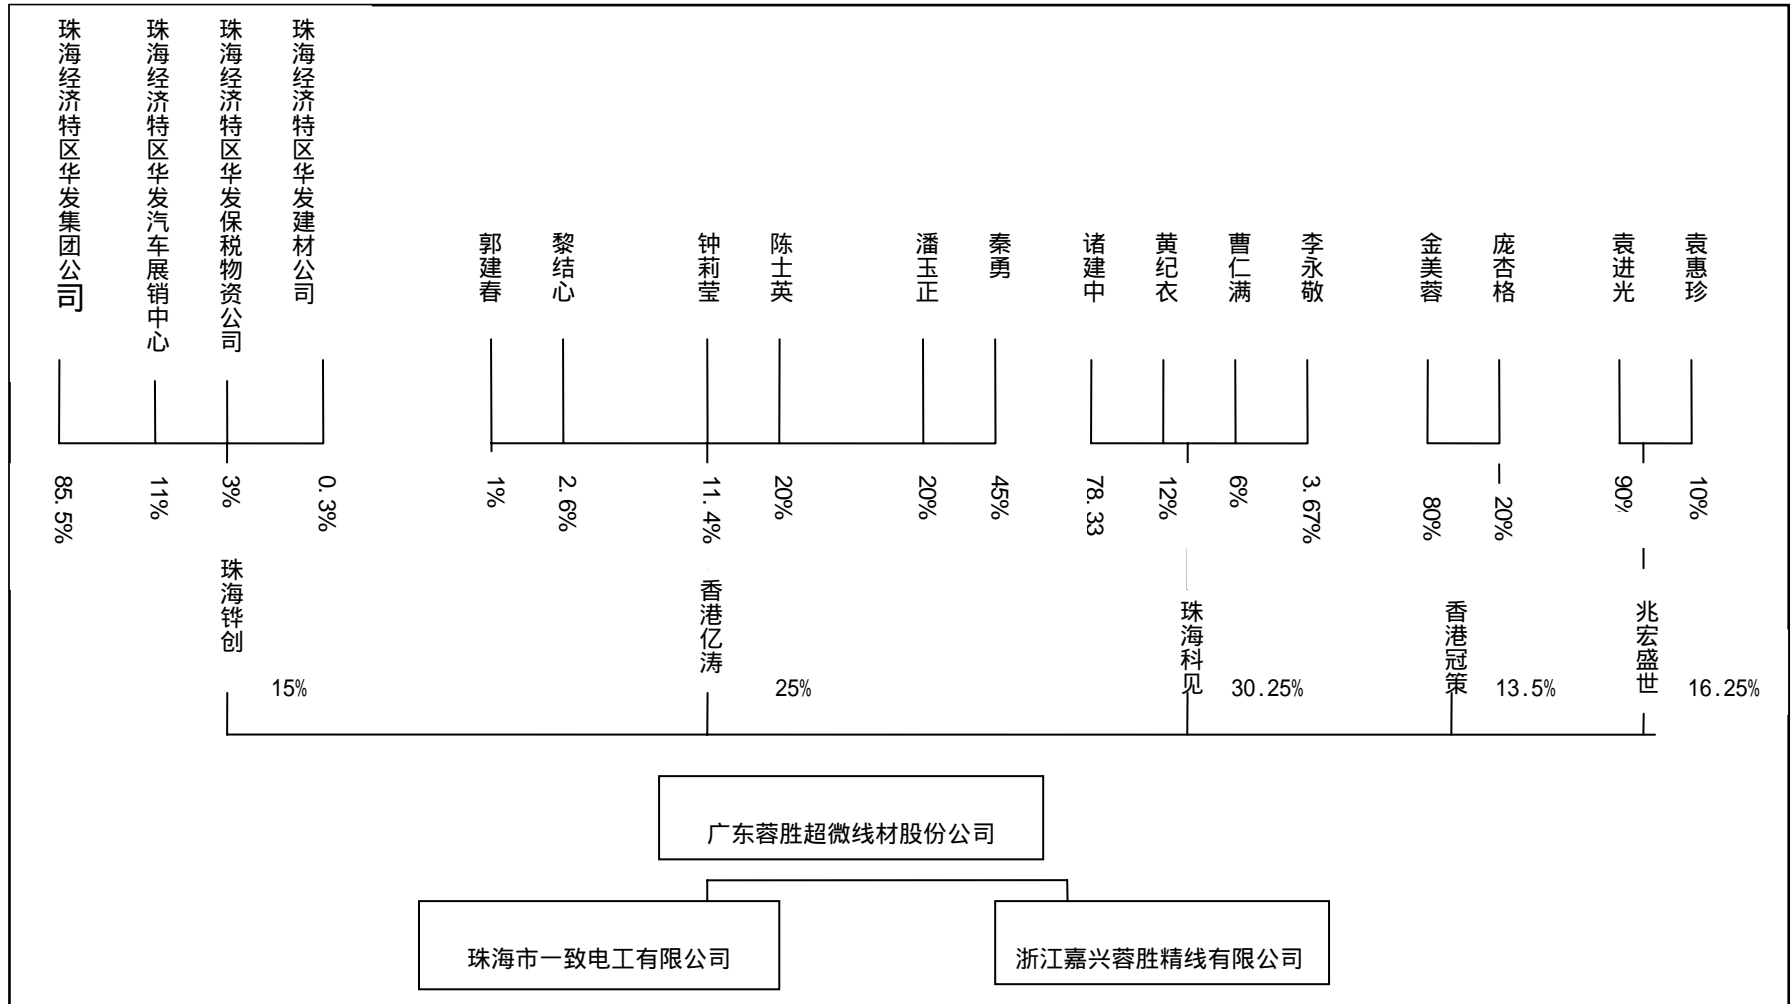 珠海经济特区华发集团公司
珠海经济特区华发汽车展销中心
珠海经济特区华发保税物资公司
珠海经济特区华发建材公司
郭建春
黎结心
钟莉莹
陈士英
潘玉正
秦勇
诸建中
黄纪衣
曹仁满
李永敬
金美蓉
庞杏格
袁进光
袁惠珍
85.5%
11%
3%
0.3%
1%
2.6%
11.4%
20%
20%
45%
78.33
12%
6%
3.67%
80%
20%
90%
10%
珠海铧创
15%
香港亿涛
25%
珠海科见
30.25%
香港冠策
13.5%
兆宏盛世
16.25%
广东蓉胜超微线材股份公司
珠海市一致电工有限公司
浙江嘉兴蓉胜精线有限公司